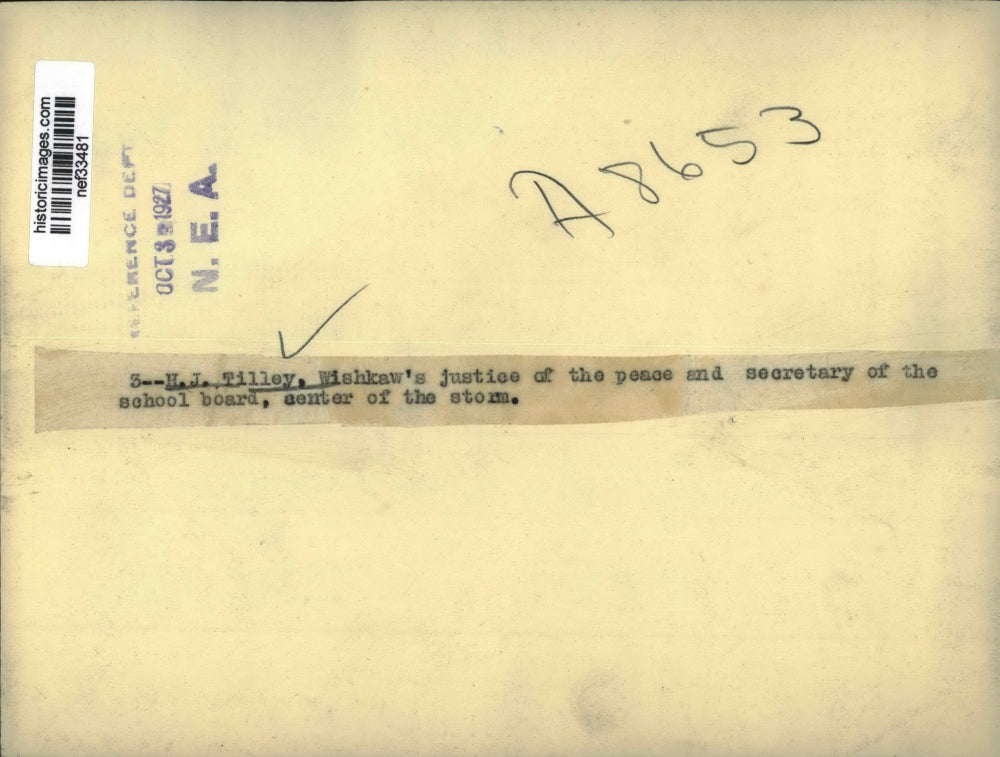 historicimages.com
nef33481
REFERENCE DEPT
OCT 3 1927
N. E. A.
A 8653
3--H.J. Tilley, Wishkaw's justice of the peace and secretary of the
school board, center of the storm.